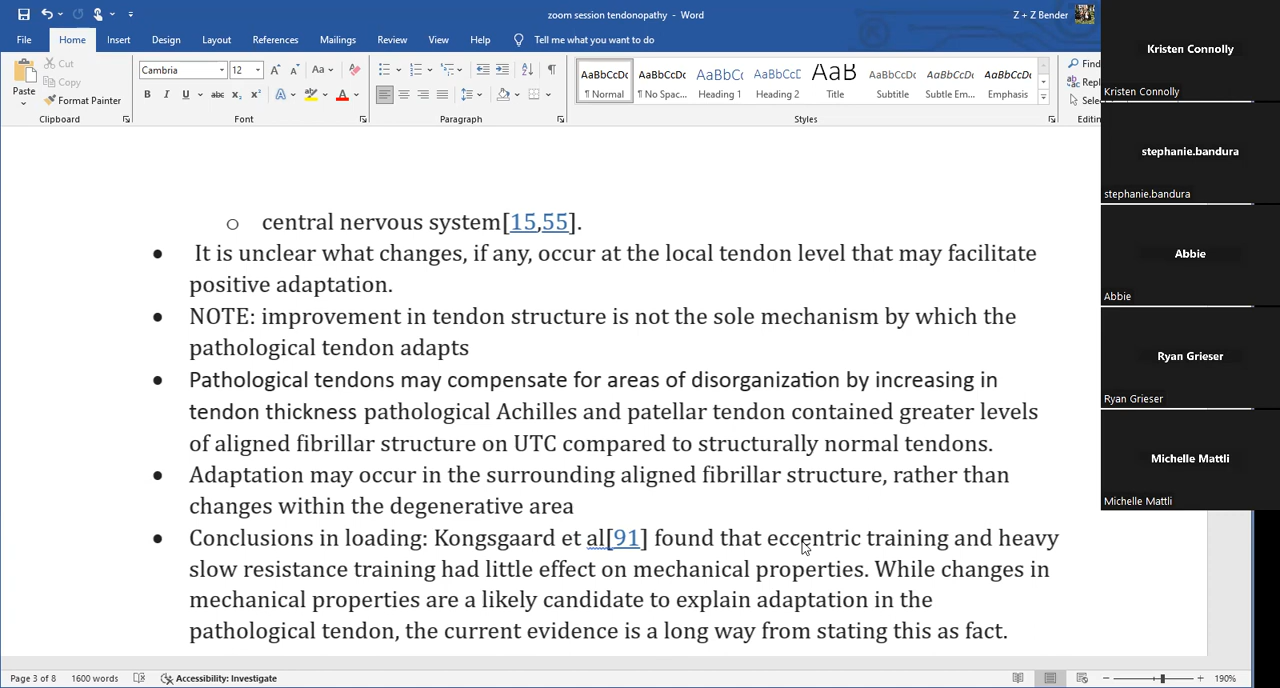 zoom session tendonopathy - Word
Z + Z Bender
File Home Insert Design Layout References Mailings Review View Help Tell me what you want to do
Paste
Cut
Copy
Format Painter
Clipboard
Cambria 12
Font
Paragraph
AaBbCcDc AaBbCcDc AaBbCc AaBbCcD AaB AaBbCcDc AaBbCcDc AaBbCcDc
¶ Normal ¶ No Spac... Heading 1 Heading 2 Title Subtitle Subtle Em... Emphasis
Styles
Find
Repl
Sele
Editin
o central nervous system[15,55].
• It is unclear what changes, if any, occur at the local tendon level that may facilitate
positive adaptation.
• NOTE: improvement in tendon structure is not the sole mechanism by which the
pathological tendon adapts
• Pathological tendons may compensate for areas of disorganization by increasing in
tendon thickness pathological Achilles and patellar tendon contained greater levels
of aligned fibrillar structure on UTC compared to structurally normal tendons.
• Adaptation may occur in the surrounding aligned fibrillar structure, rather than
changes within the degenerative area
• Conclusions in loading: Kongsgaard et al[91] found that eccentric training and heavy
slow resistance training had little effect on mechanical properties. While changes in
mechanical properties are a likely candidate to explain adaptation in the
pathological tendon, the current evidence is a long way from stating this as fact.
Page 3 of 8 1600 words Accessibility: Investigate 190%
Kristen Connolly
Kristen Connolly
stephanie.bandura
stephanie.bandura
Abbie
Abbie
Ryan Grieser
Ryan Grieser
Michelle Mattli
Michelle Mattli